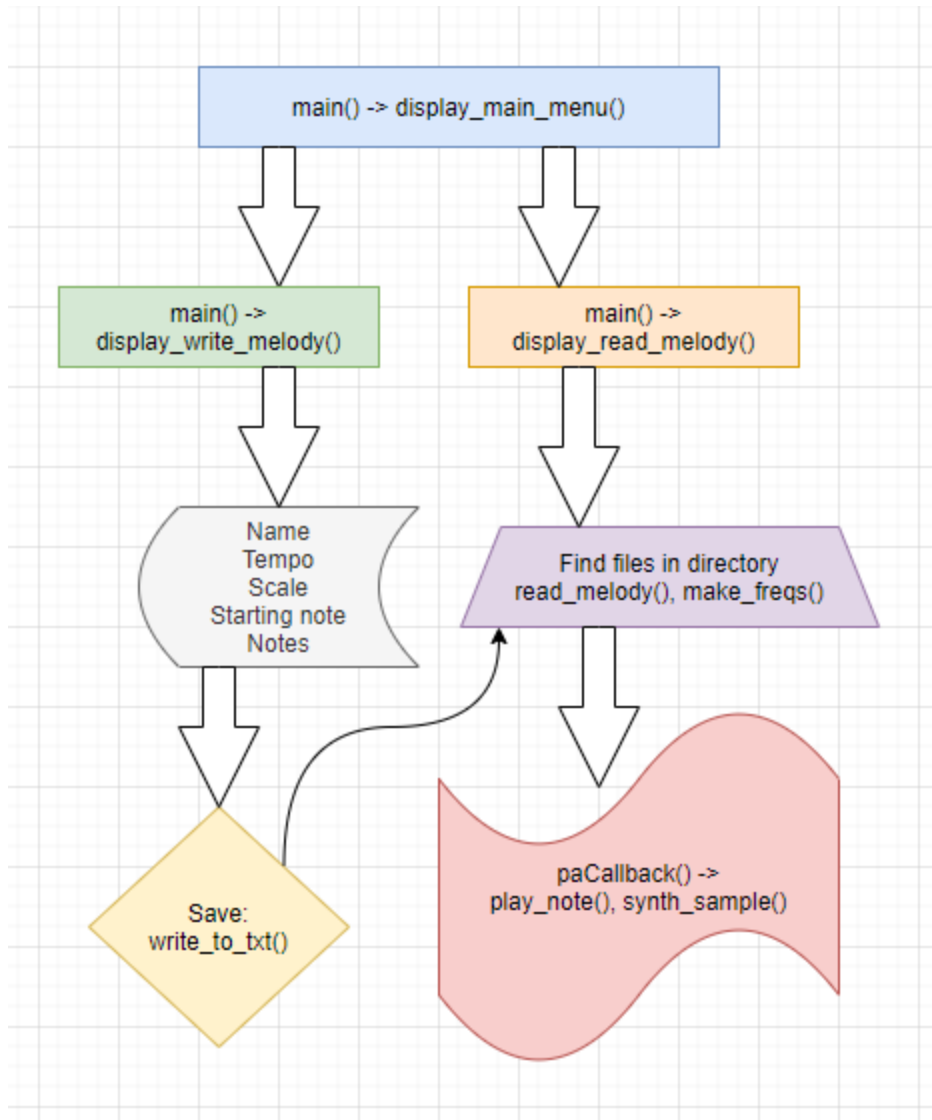 main() -> display_main_menu()
main() ->
display_write_melody()
main() ->
display_read_melody()
Name
Tempo
Scale
Starting note
Notes
Find files in directory
read_melody(), make_freqs()
Save:
write_to_txt()
paCallback() ->
play_note(), synth_sample()